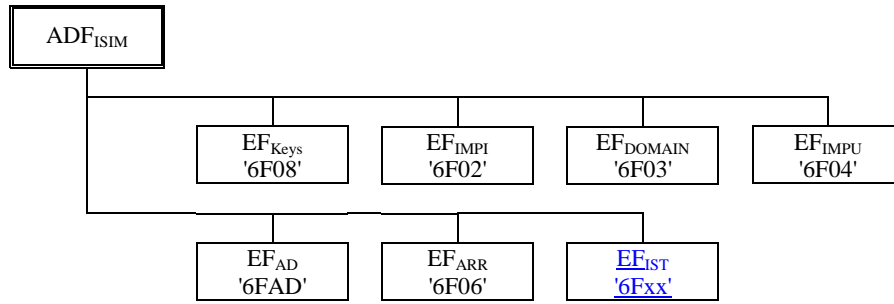 ADFISIM
EFKeys EFIMPI EFDOMAIN EFIMPU
'6F08' '6F02' '6F03' '6F04'
EFAD EFARR EFIST
'6FAD' '6F06' '6Fxx'